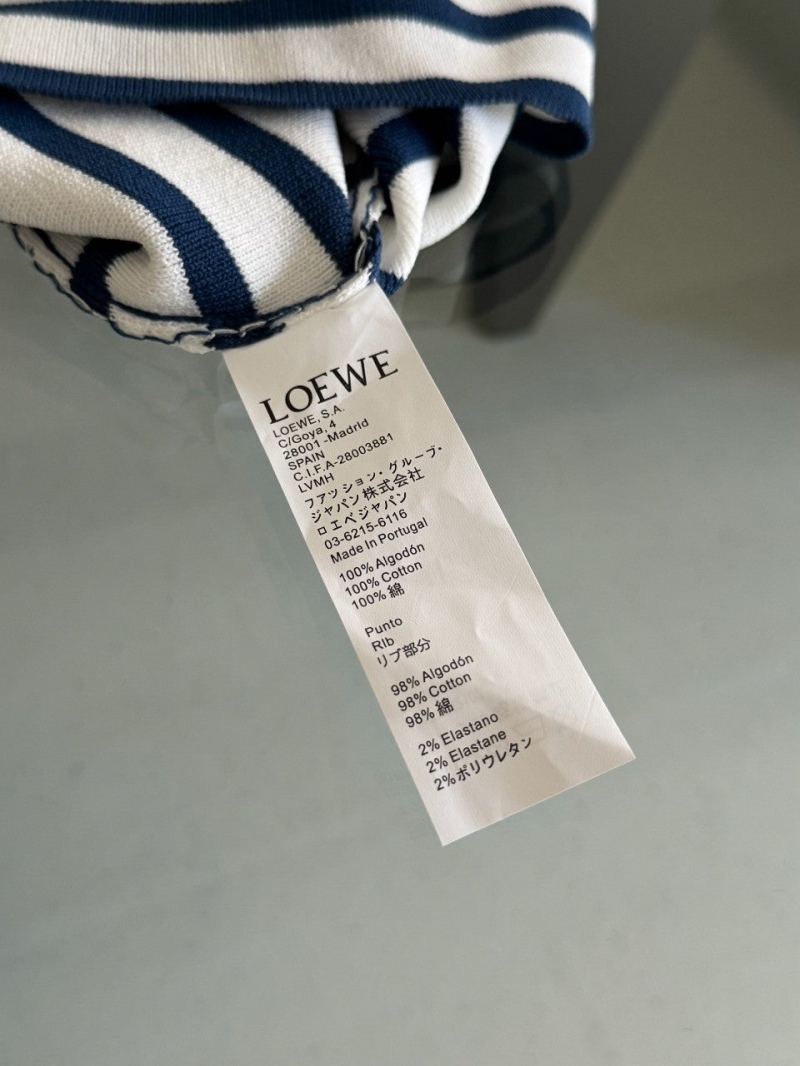 LOEWE
LOEWE, S.A.
C/Goya, 4
28001 -Madrid
SPAIN
C.I.F.A-28003881
LVMH
ファッション・グループ・
ジャパン株式会社
ロエベジャパン
03-6215-6116
Made In Portugal
100% Algodón
100% Cotton
100% 綿
Punto
RIb
リブ部分
98% Algodón
98% Cotton
98% 綿
2% Elastano
2% Elastane
2%ポリウレタン